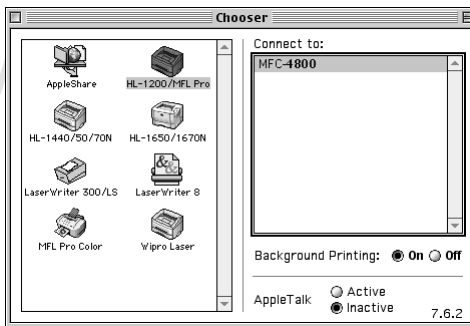 Chooser
AppleShare
HL-1200/MFL Pro
HL-1440/50/70N
HL-1650/1670N
LaserWriter 300/LS
LaserWriter 8
MFL Pro Color
Wipro Laser
Connect to:
MFC-4800
Background Printing: On Off
AppleTalk
Active
Inactive
7.6.2